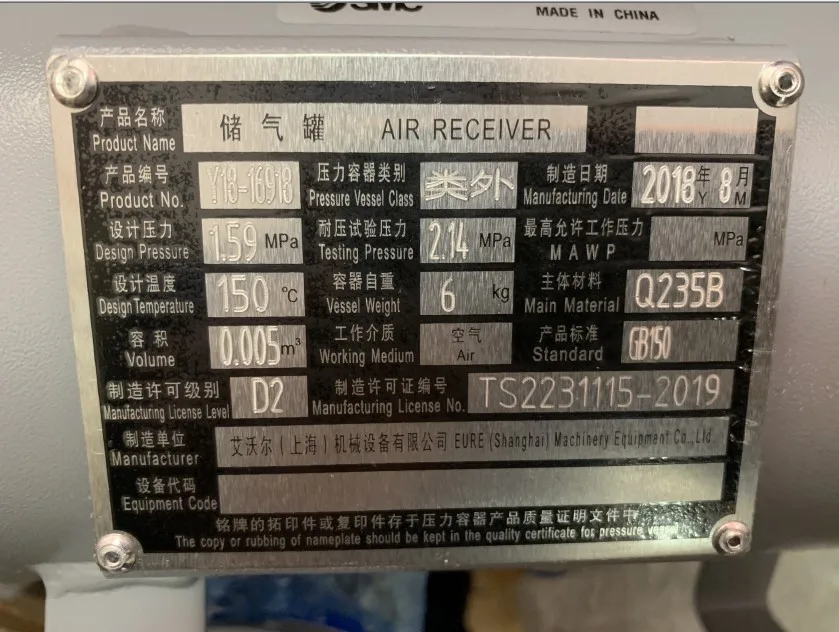 SMC MADE IN CHINA
产品名称 Product Name 储气罐 AIR RECEIVER
产品编号 Product No. Y18-16918 压力容器类别 Pressure Vessel Class 类外 制造日期 Manufacturing Date 2018年Y 8月M
设计压力 Design Pressure 1.59 MPa 耐压试验压力 Testing Pressure 2.14 MPa 最高允许工作压力 MAWP MPa
设计温度 Design Temperature 150 ℃ 容器自重 Vessel Weight 6 kg 主体材料 Main Material Q235B
容积 Volume 0.005 m³ 工作介质 Working Medium 空气 Air 产品标准 Standard GB150
制造许可级别 Manufacturing License Level D2 制造许可证编号 Manufacturing License No. TS2231115-2019
制造单位 Manufacturer 艾沃尔(上海)机械设备有限公司 EURE (Shanghai) Machinery Equipment Co.,Ltd.
设备代码 Equipment Code
铭牌的拓印件或复印件存于压力容器产品质量证明文件中
The copy or rubbing of nameplate should be kept in the quality certificate for pressure